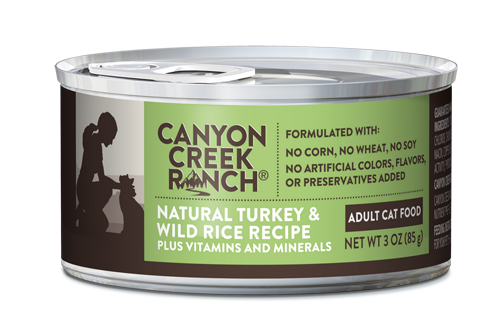 CANYON
CREEK
RANCH®
FORMULATED WITH:
NO CORN, NO WHEAT, NO SOY
NO ARTIFICIAL COLORS, FLAVORS,
OR PRESERVATIVES ADDED
NATURAL TURKEY &
WILD RICE RECIPE
PLUS VITAMINS AND MINERALS
ADULT CAT FOOD
NET WT 3 OZ (85 g)